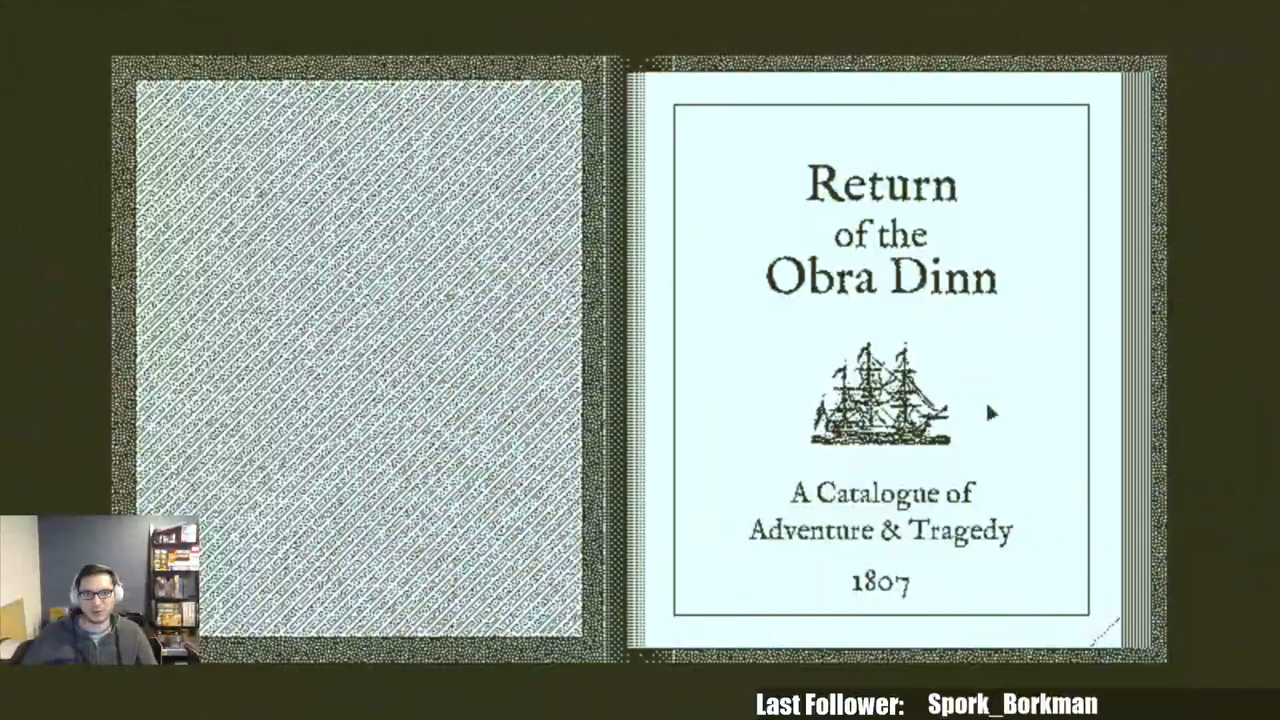 Return
of the
Obra Dinn
A Catalogue of
Adventure & Tragedy
1807
Last Follower: Spork_Borkman